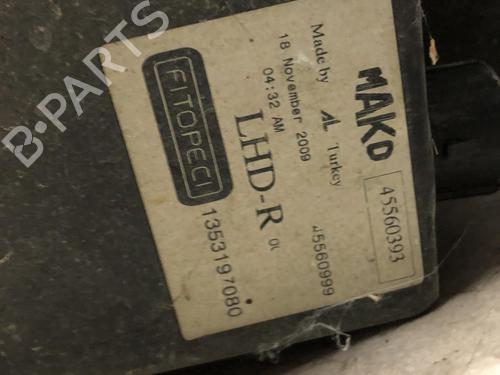 B-PARTS
MAKO
45560393
Made by AL Turkey
45560999
18 November 2009
04:32 AM
LHD-R
FITOPECI
1353197080